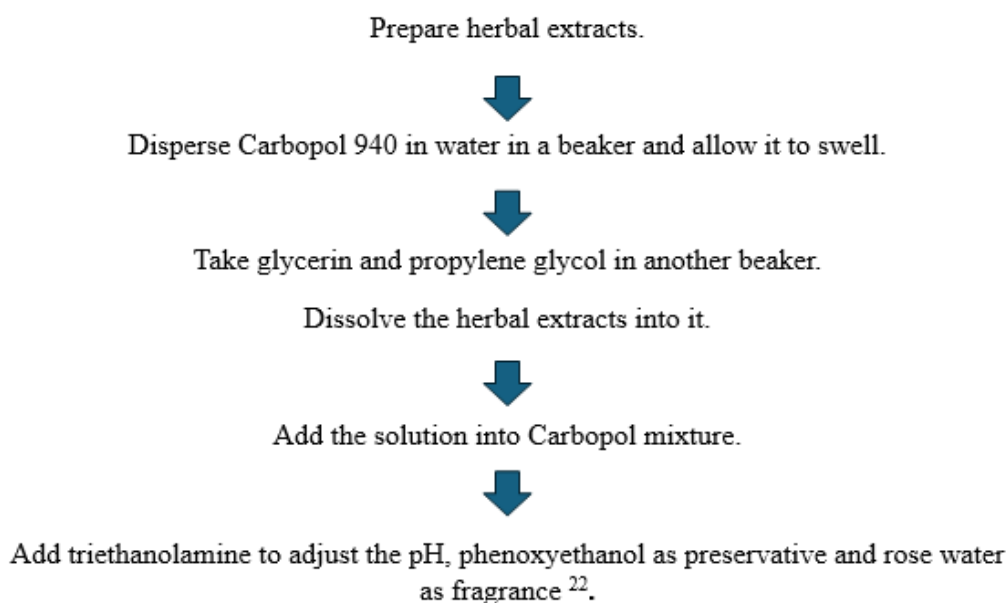 Prepare herbal extracts.
Disperse Carbopol 940 in water in a beaker and allow it to swell.
Take glycerin and propylene glycol in another beaker.
Dissolve the herbal extracts into it.
Add the solution into Carbopol mixture.
Add triethanolamine to adjust the pH, phenoxyethanol as preservative and rose water
as fragrance ²².